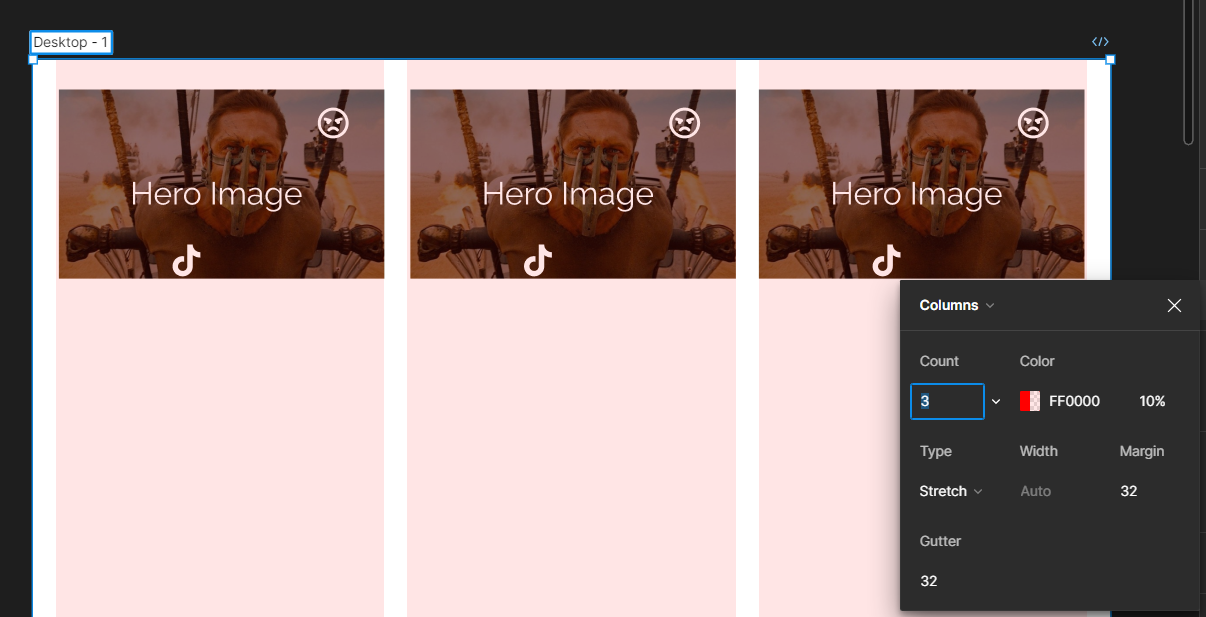 Desktop - 1
Hero Image Hero Image Hero Image
Columns
Count Color
3 FF0000 10%
Type Width Margin
Stretch Auto 32
Gutter
32